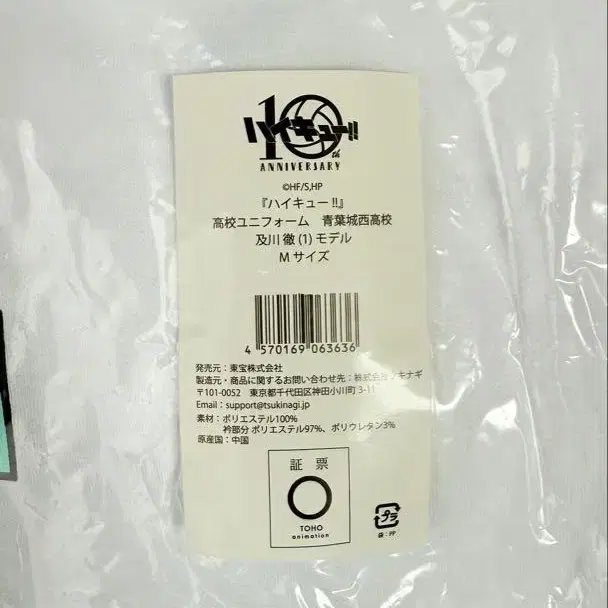 10th
ハイキュー!!
ANNIVERSARY
©HF/S,HP
『ハイキュー!!』
高校ユニフォーム 青葉城西高校
及川 徹 (1) モデル
M サイズ
4 570169 063636
発売元：東宝株式会社
製造元・商品に関するお問い合わせ先：株式会社ツキナギ
〒101-0052 東京都千代田区神田小川町 3-11
Email：support@tsukinagi.jp
素材：ポリエステル100%
衿部分 ポリエステル97%、ポリウレタン3%
原産国：中国
証 票
TOHO
animation
プラ
袋：PP